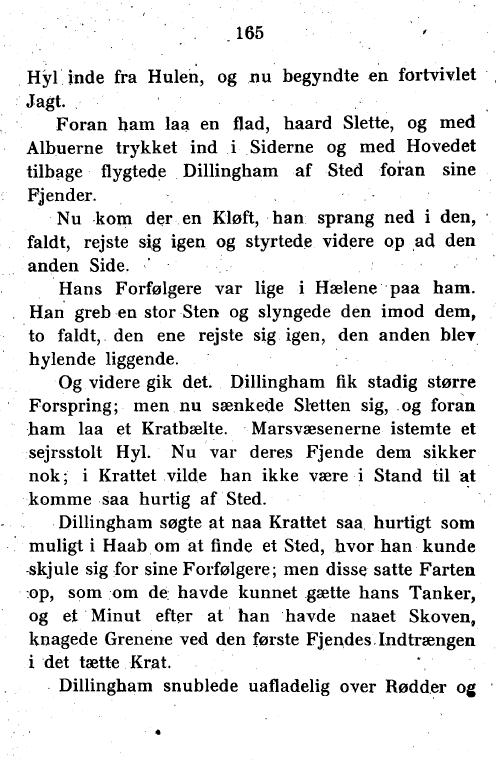 165
Hyl inde fra Hulen, og nu begyndte en fortvivlet
Jagt.
Foran ham laa en flad, haard Slette, og med
Albuerne trykket ind i Siderne og med Hovedet
tilbage flygtede Dillingham af Sted foran sine
Fjender.
Nu kom der en Kløft, han sprang ned i den,
faldt, rejste sig igen og styrtede videre op ad den
anden Side.
Hans Forfølgere var lige i Hælene paa ham.
Han greb en stor Sten og slyngede den imod dem,
to faldt, den ene rejste sig igen, den anden blev
hylende liggende.
Og videre gik det. Dillingham fik stadig større
Forspring; men nu sænkede Sletten sig, og foran
ham laa et Kratbælte. Marsvæsenerne istemte et
sejrsstolt Hyl. Nu var deres Fjende dem sikker
nok; i Krattet vilde han ikke være i Stand til at
komme saa hurtig af Sted.
Dillingham søgte at naa Krattet saa hurtigt som
muligt i Haab om at finde et Sted, hvor han kunde
skjule sig for sine Forfølgere; men disse satte Farten
op, som om de havde kunnet gætte hans Tanker,
og et Minut efter at han havde naaet Skoven,
knagede Grenene ved den første Fjendes Indtrængen
i det tætte Krat.
Dillingham snublede uafladelig over Rødder og